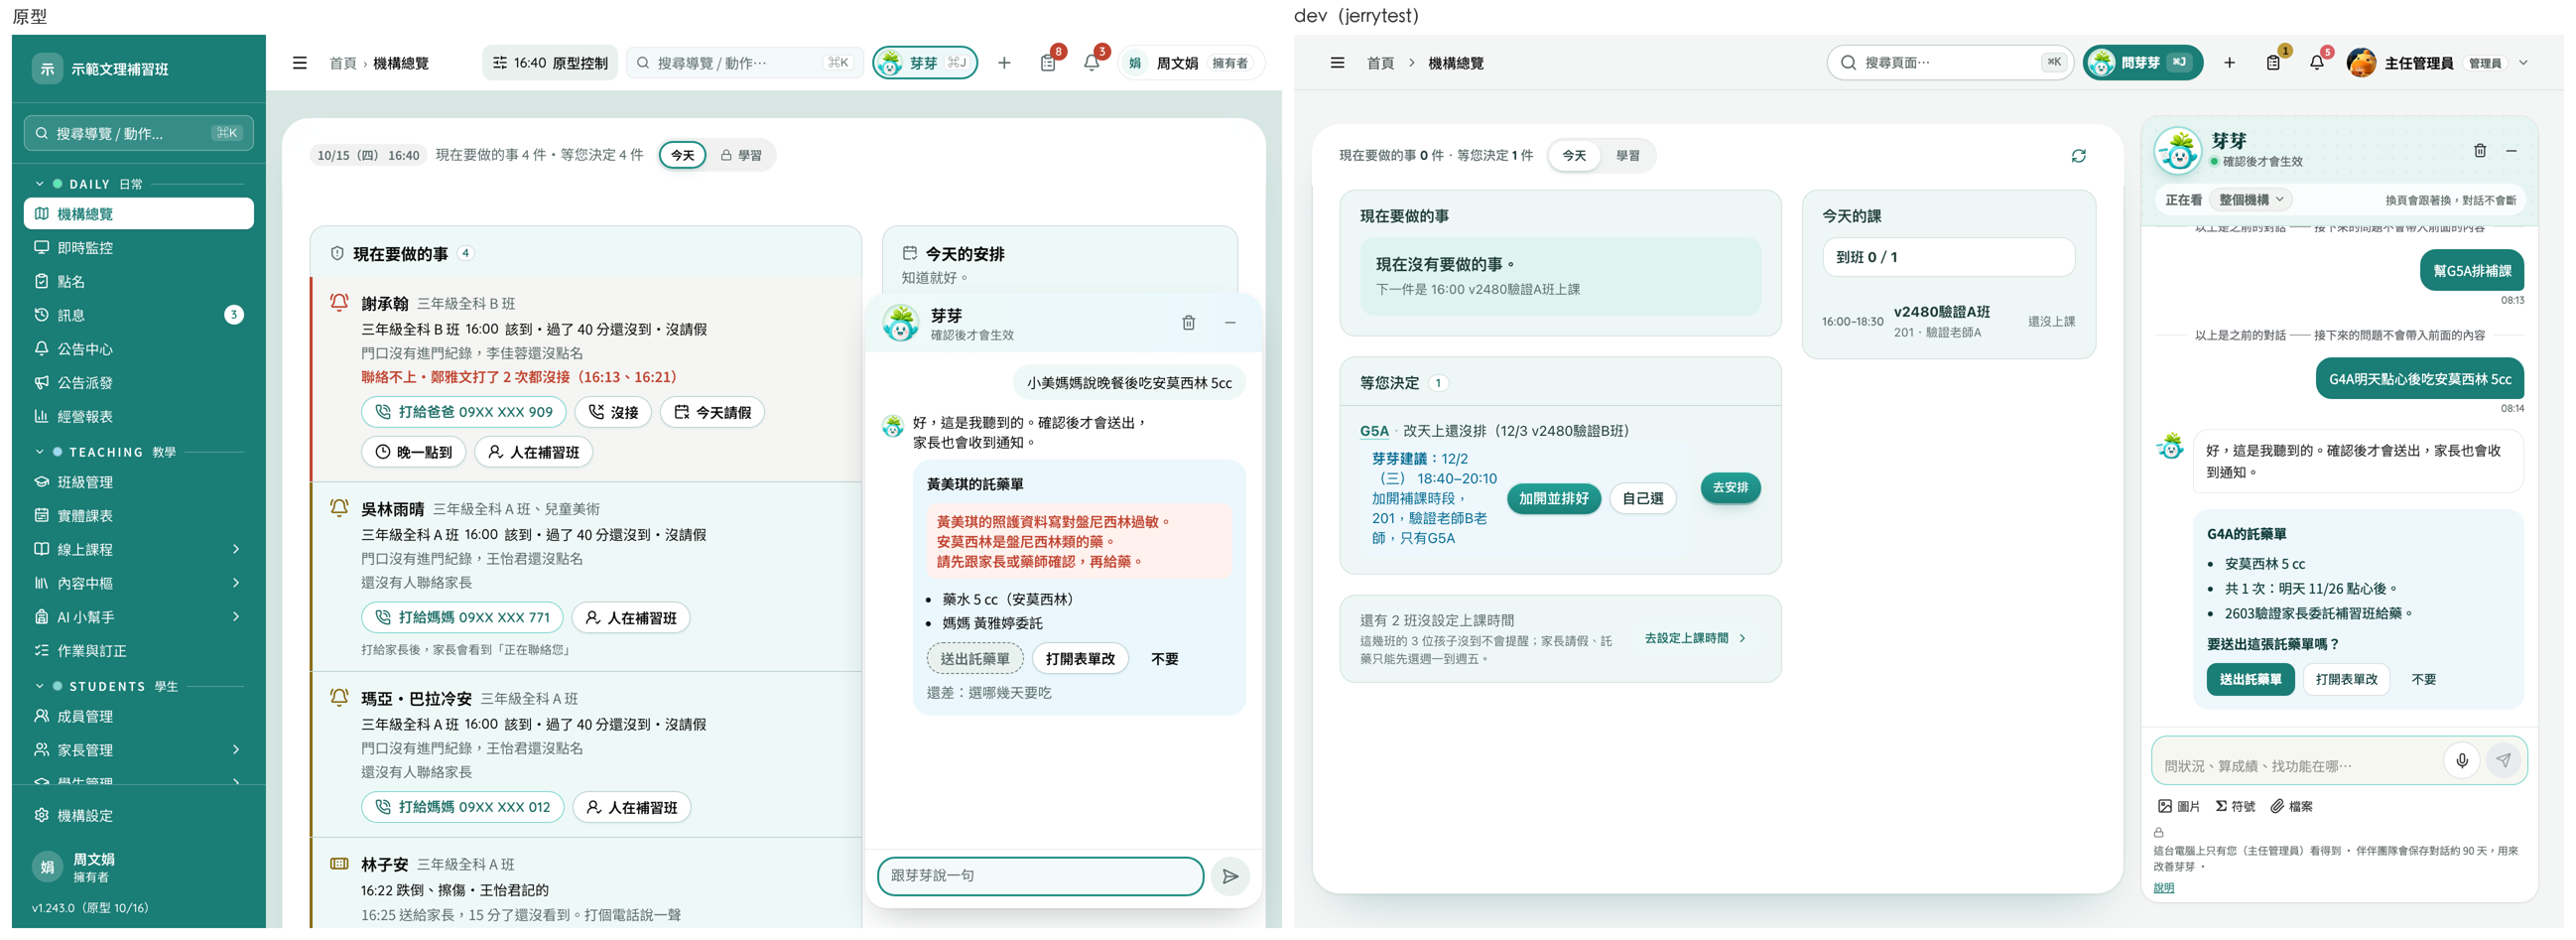 原型
示 示範文理補習班
搜尋導覽 / 動作... ⌘K
DAILY 日常
機構總覽
即時監控
點名
訊息 3
公告中心
公告派發
經營報表
TEACHING 教學
班級管理
實體課表
線上課程
內容中樞
AI 小幫手
作業與訂正
STUDENTS 學生
成員管理
家長管理
學生管理
機構設定
娟 周文娟
擁有者
v1.243.0（原型 10/16）
首頁 › 機構總覽
16:40 原型控制
搜尋導覽 / 動作… ⌘K
芽芽 ⌘J
8
3
娟 周文娟 擁有者
10/15（四） 16:40 現在要做的事 4 件・等您決定 4 件 今天 學習
現在要做的事 4
謝承翰 三年級全科 B 班
三年級全科 B 班 16:00 該到・過了 40 分還沒到・沒請假
門口沒有進門紀錄，李佳蓉還沒點名
聯絡不上・鄭雅文打了 2 次都沒接（16:13、16:21）
打給爸爸 09XX XXX 909 沒接 今天請假
晚一點到 人在補習班
吳林雨晴 三年級全科 A 班、兒童美術
三年級全科 A 班 16:00 該到・過了 40 分還沒到・沒請假
門口沒有進門紀錄，王怡君還沒點名
還沒有人聯絡家長
打給媽媽 09XX XXX 771 人在補習班
打給家長後，家長會看到「正在聯絡您」
瑪亞・巴拉冷安 三年級全科 A 班
三年級全科 A 班 16:00 該到・過了 40 分還沒到・沒請假
門口沒有進門紀錄，王怡君還沒點名
還沒有人聯絡家長
打給媽媽 09XX XXX 012 人在補習班
林子安 三年級全科 A 班
16:22 跌倒、擦傷・王怡君記的
16:25 送給家長，15 分了還沒看到。打個電話說一聲
今天的安排
知道就好。
芽芽
確認後才會生效
小美媽媽說晚餐後吃安莫西林 5cc
好，這是我聽到的。確認後才會送出，
家長也會收到通知。
黃美琪的託藥單
黃美琪的照護資料寫對盤尼西林過敏。
安莫西林是盤尼西林類的藥。
請先跟家長或藥師確認，再給藥。
• 藥水 5 cc（安莫西林）
• 媽媽 黃雅婷委託
送出託藥單 打開表單改 不要
還差：選哪幾天要吃
跟芽芽說一句
dev（jerrytest）
首頁 › 機構總覽
搜尋頁面… ⌘K
問芽芽 ⌘J
1
5
主任管理員 管理員
現在要做的事 0 件 · 等您決定 1 件 今天 學習
現在要做的事
現在沒有要做的事。
下一件是 16:00 v2480驗證A班上課
等您決定 1
G5A · 改天上還沒排（12/3 v2480驗證B班）
芽芽建議：12/2
（三） 18:40–20:10
加開補課時段，
201，驗證老師B老
師，只有G5A
加開並排好 自己選 去安排
還有 2 班沒設定上課時間
這幾班的 3 位孩子沒到不會提醒；家長請假、託
藥只能先選週一到週五。
去設定上課時間
今天的課
到班 0 / 1
16:00–18:30 v2480驗證A班 還沒上課
201 · 驗證老師A
芽芽
確認後才會生效
正在看 整個機構 換頁會跟著換，對話不會斷
以上是之前的對話 —— 接下來的問題不會帶入前面的內容
幫G5A排補課
08:13
以上是之前的對話 —— 接下來的問題不會帶入前面的內容
G4A明天點心後吃安莫西林 5cc
08:14
好，這是我聽到的。確認後才會送出，家長也會收
到通知。
G4A的託藥單
• 安莫西林 5 cc
• 共 1 次：明天 11/26 點心後。
• 2603驗證家長委託補習班給藥。
要送出這張託藥單嗎？
送出託藥單 打開表單改 不要
問狀況、算成績、找功能在哪…
圖片 Σ 符號 檔案
這台電腦上只有您（主任管理員）看得到 · 伴伴團隊會保存對話約 90 天，用來
改善芽芽 ·
說明